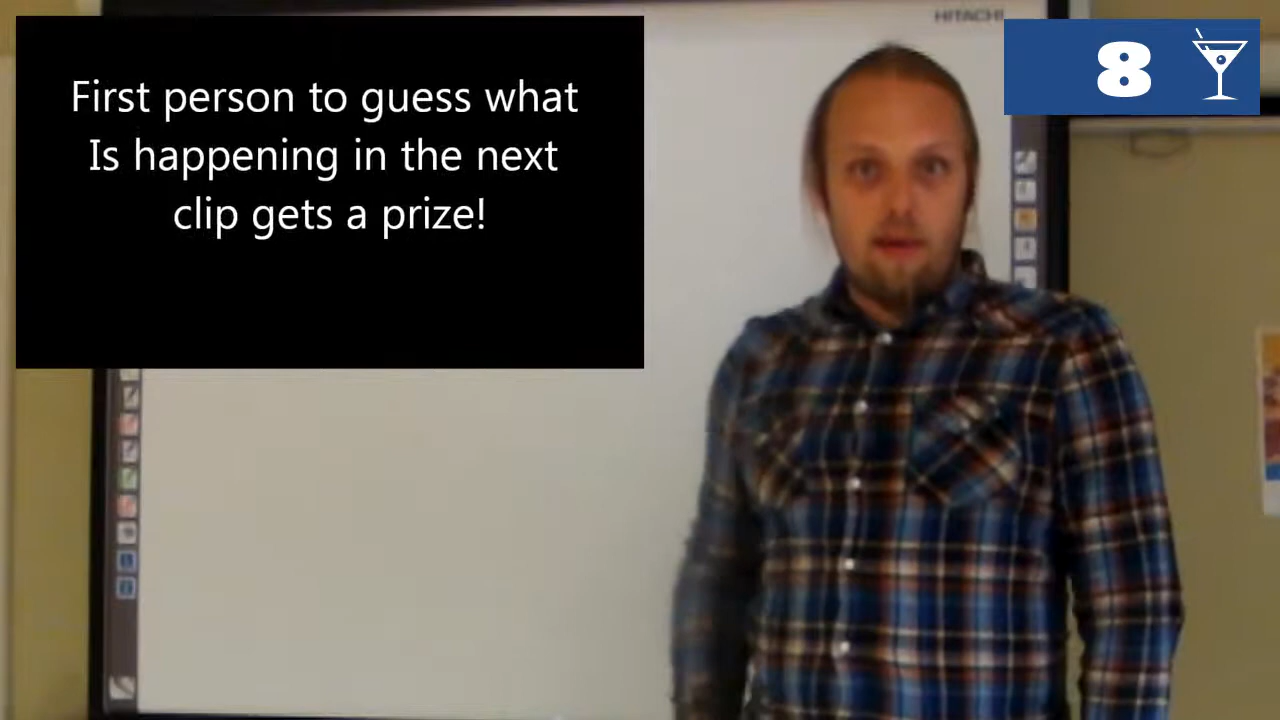 First person to guess what
Is happening in the next
clip gets a prize!
HITACHI
8